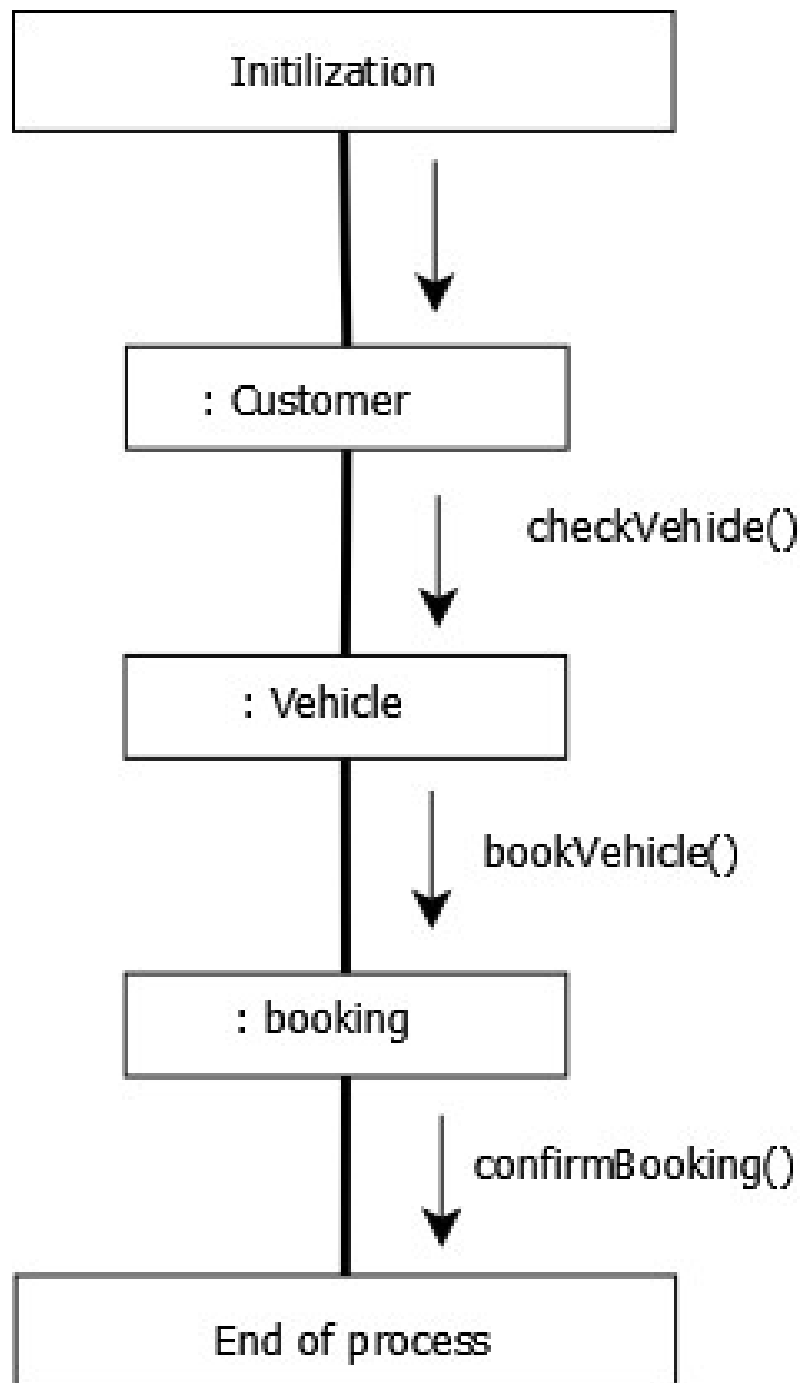 Initilization
: Customer
checkVehicle()
: Vehicle
bookVehicle()
: booking
confirmBooking()
End of process